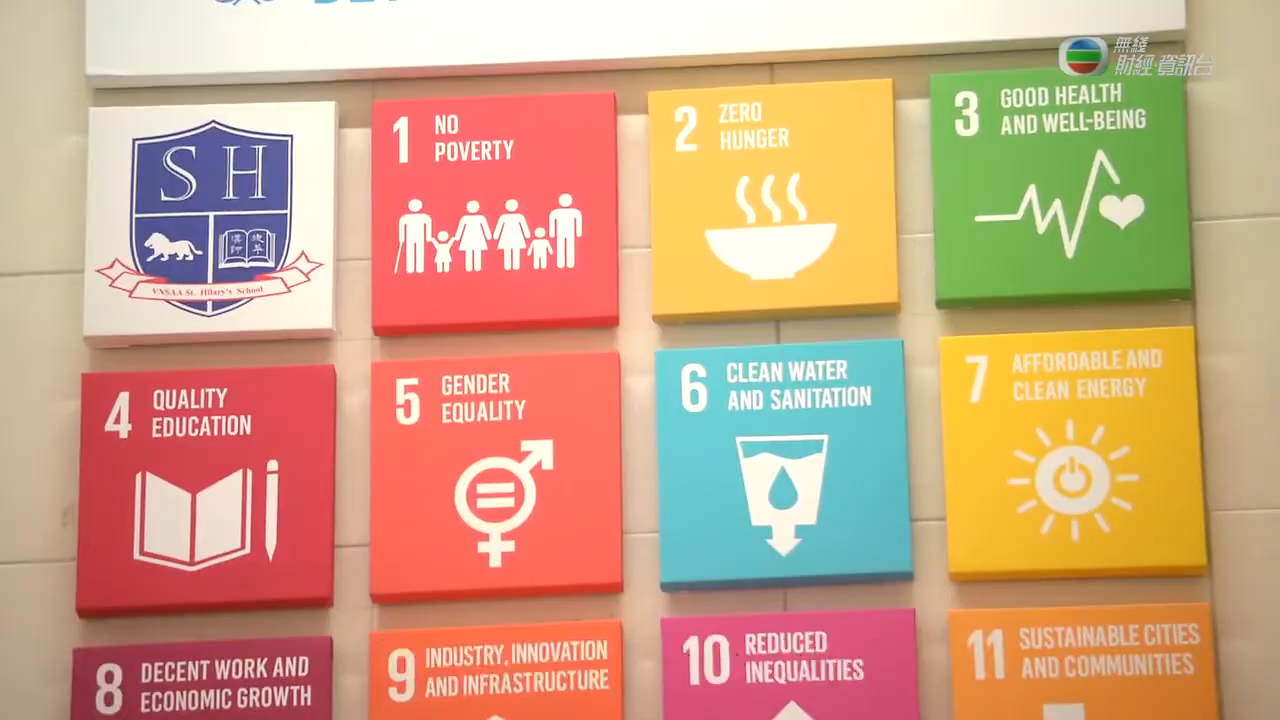 無綫
財經·資訊台
S H
VNSAA St. Hilary's School
1 NO
POVERTY
2 ZERO
HUNGER
3 GOOD HEALTH
AND WELL-BEING
4 QUALITY
EDUCATION
5 GENDER
EQUALITY
6 CLEAN WATER
AND SANITATION
7 AFFORDABLE AND
CLEAN ENERGY
8 DECENT WORK AND
ECONOMIC GROWTH
9 INDUSTRY, INNOVATION
AND INFRASTRUCTURE
10 REDUCED
INEQUALITIES
11 SUSTAINABLE CITIES
AND COMMUNITIES